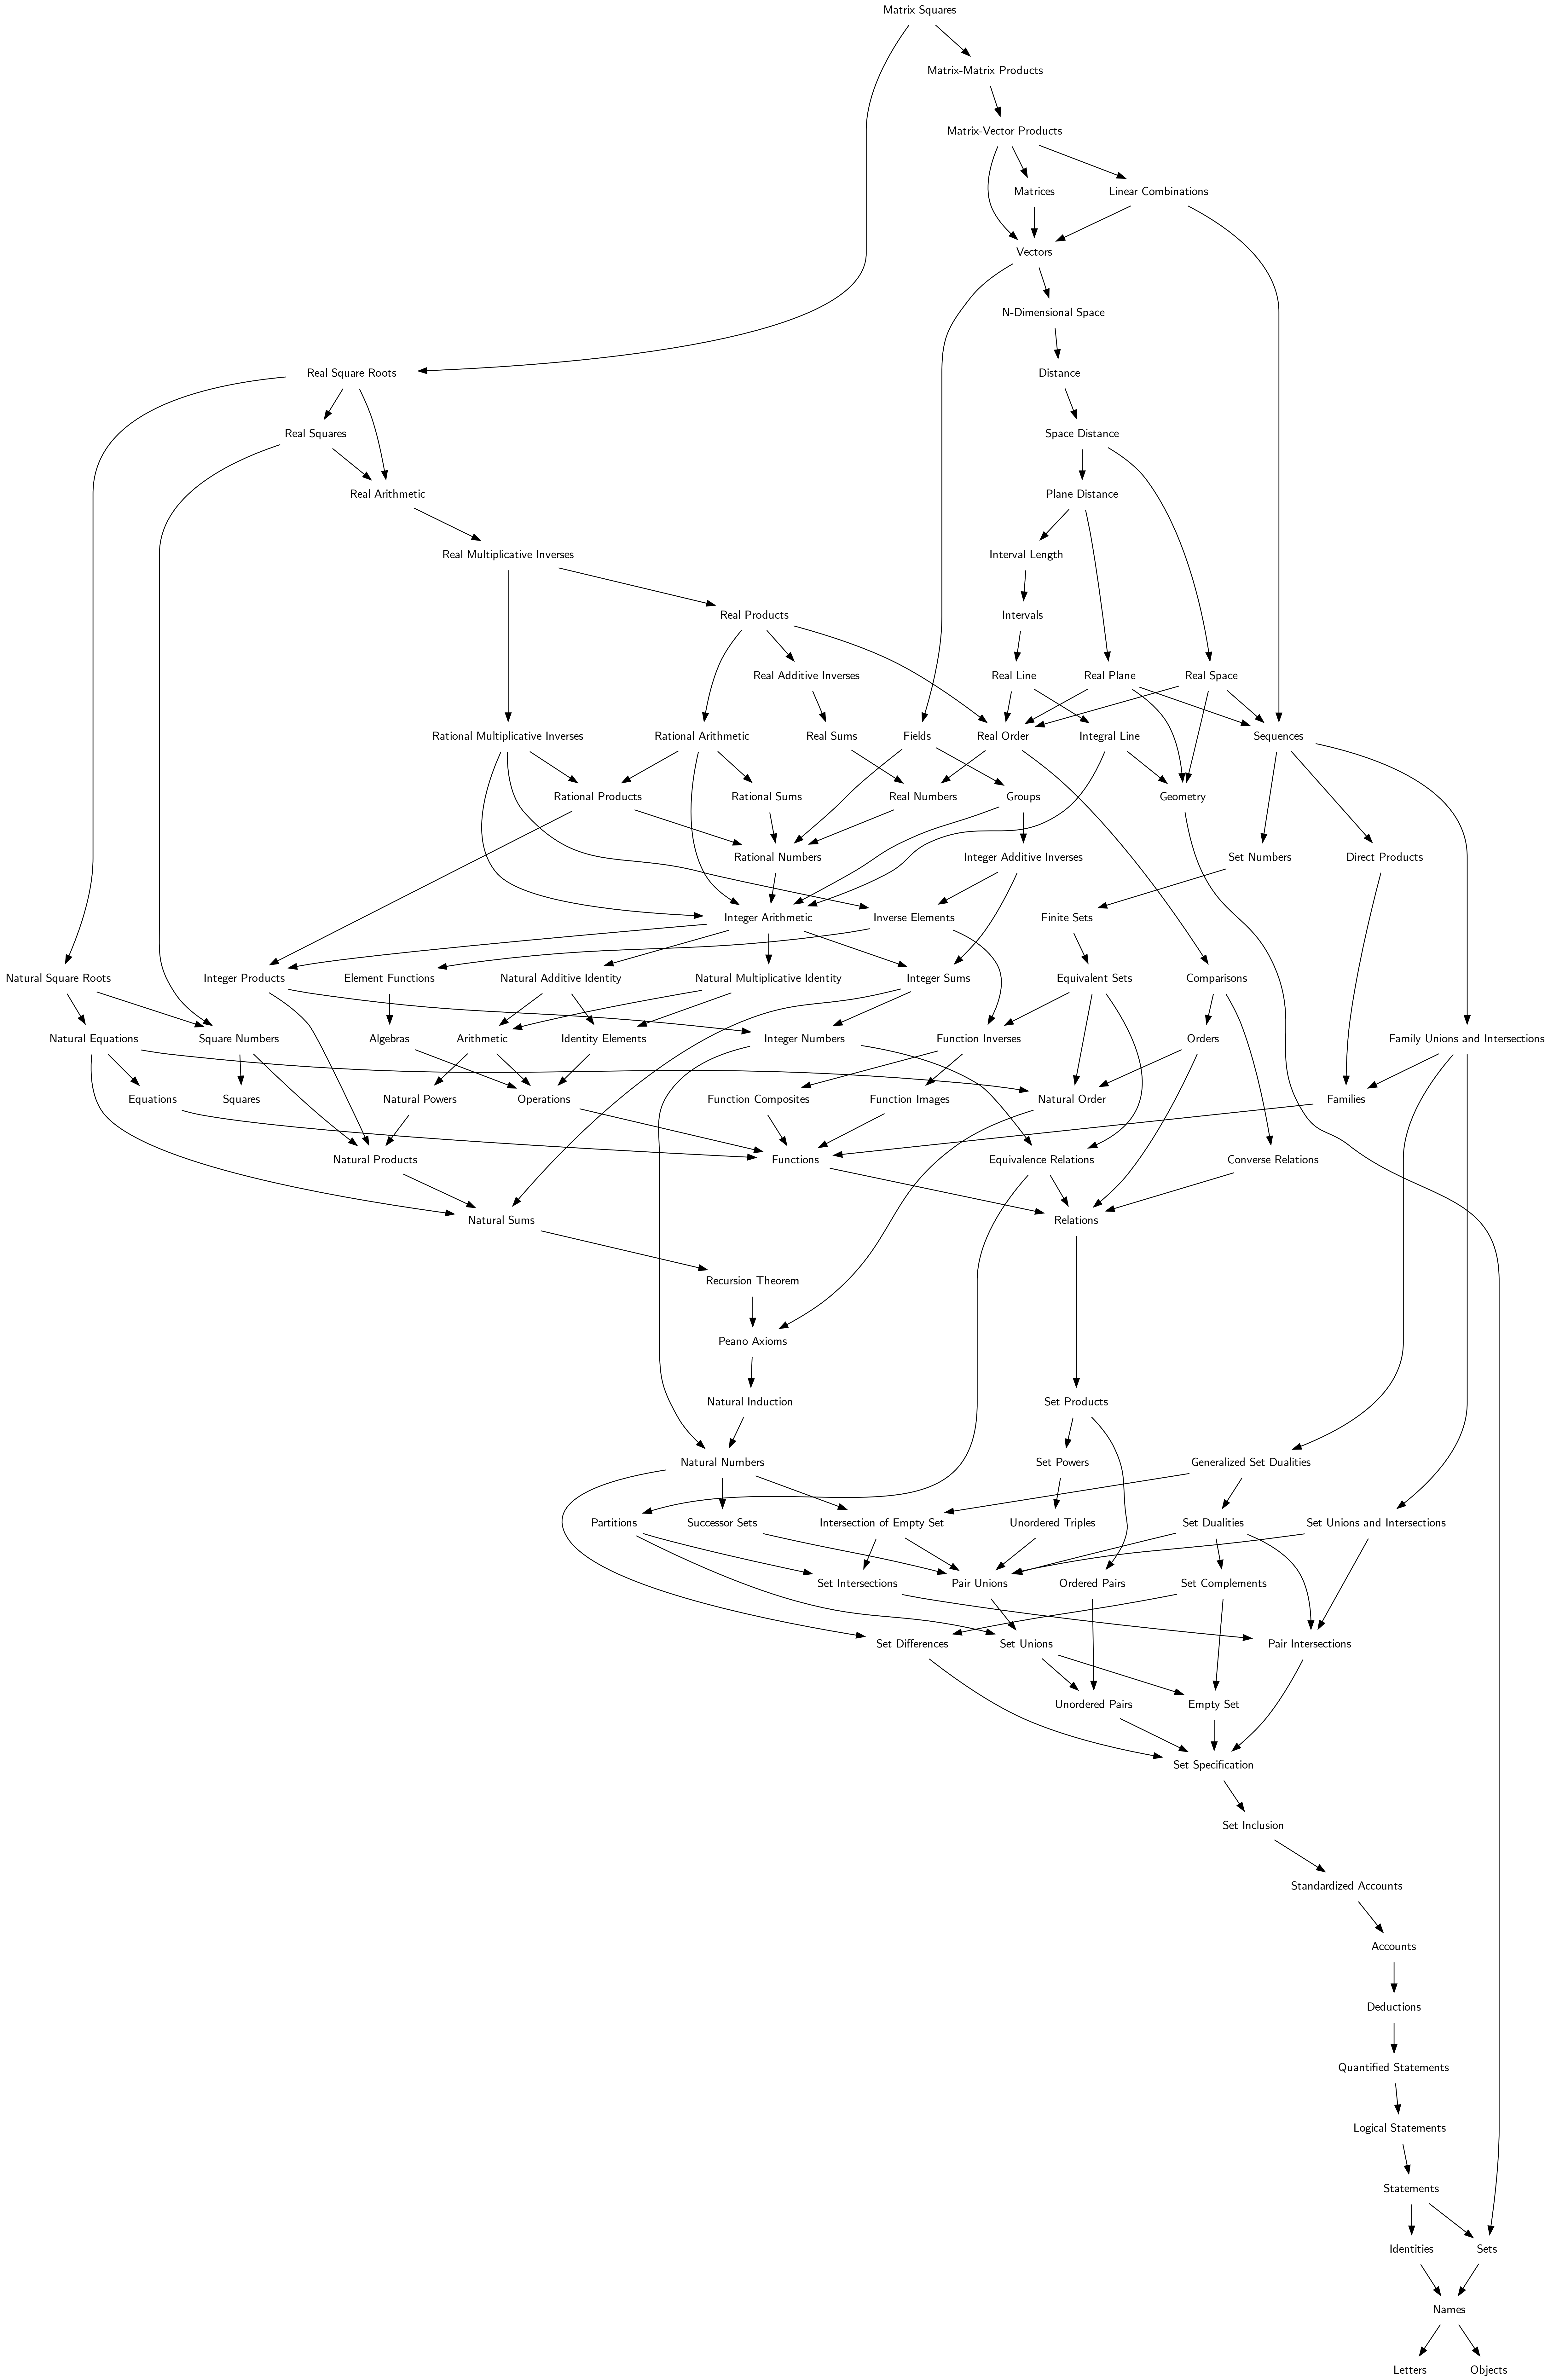 Matrix Squares
Matrix-Matrix Products
Matrix-Vector Products
Matrices
Linear Combinations
Vectors
N-Dimensional Space
Real Square Roots
Distance
Real Squares
Space Distance
Real Arithmetic
Plane Distance
Real Multiplicative Inverses
Interval Length
Real Products
Intervals
Real Additive Inverses
Real Line
Real Plane
Real Space
Rational Multiplicative Inverses
Rational Arithmetic
Real Sums
Fields
Real Order
Integral Line
Sequences
Rational Products
Rational Sums
Real Numbers
Groups
Geometry
Rational Numbers
Integer Additive Inverses
Set Numbers
Direct Products
Integer Arithmetic
Inverse Elements
Finite Sets
Natural Square Roots
Integer Products
Element Functions
Natural Additive Identity
Natural Multiplicative Identity
Integer Sums
Equivalent Sets
Comparisons
Natural Equations
Square Numbers
Algebras
Arithmetic
Identity Elements
Integer Numbers
Function Inverses
Orders
Family Unions and Intersections
Equations
Squares
Natural Powers
Operations
Function Composites
Function Images
Natural Order
Families
Natural Products
Functions
Equivalence Relations
Converse Relations
Natural Sums
Relations
Recursion Theorem
Peano Axioms
Natural Induction
Set Products
Natural Numbers
Set Powers
Generalized Set Dualities
Partitions
Successor Sets
Intersection of Empty Set
Unordered Triples
Set Dualities
Set Unions and Intersections
Set Intersections
Pair Unions
Ordered Pairs
Set Complements
Set Differences
Set Unions
Pair Intersections
Unordered Pairs
Empty Set
Set Specification
Set Inclusion
Standardized Accounts
Accounts
Deductions
Quantified Statements
Logical Statements
Statements
Identities
Sets
Names
Letters
Objects